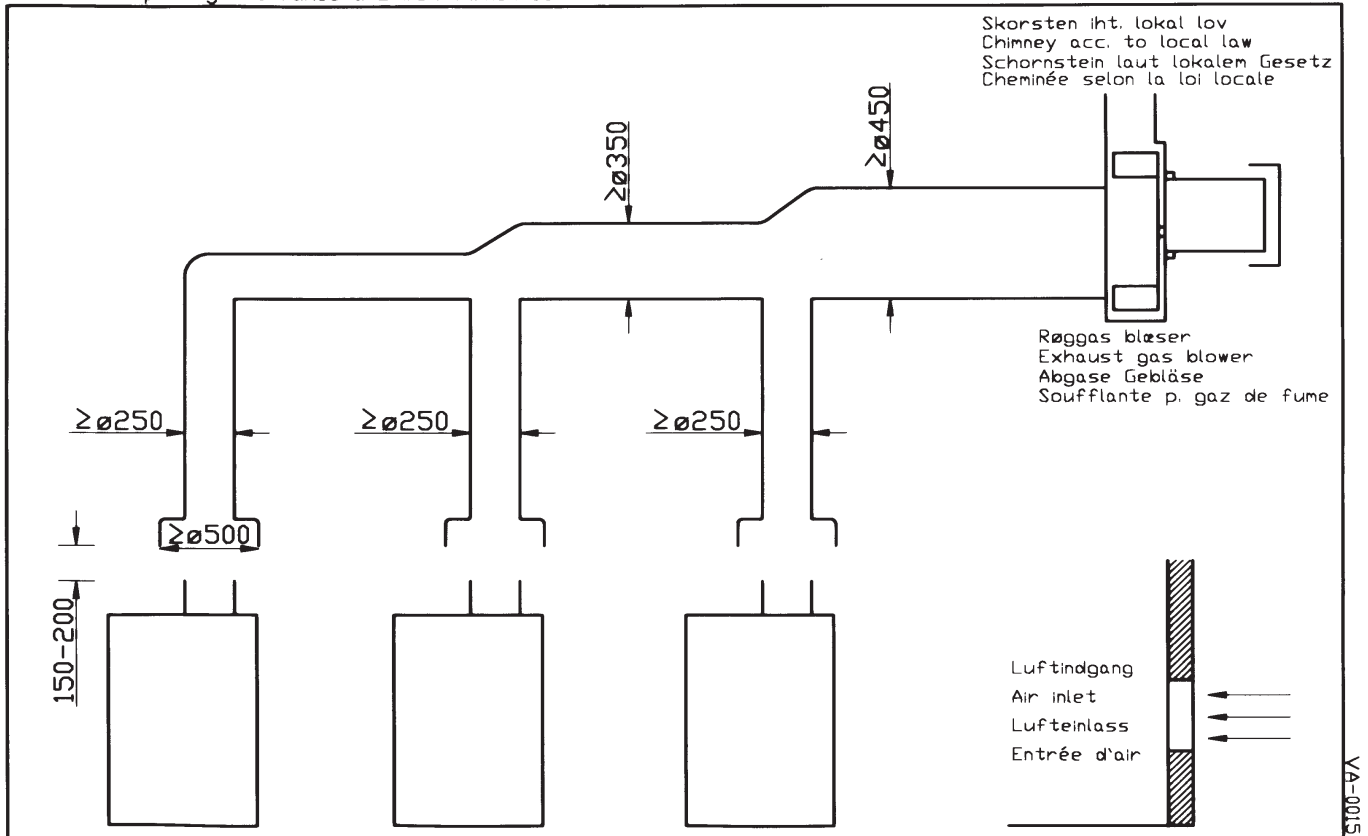 Skorsten iht. lokal lov
Chimney acc. to local law
Schornstein laut lokalem Gesetz
Cheminée selon la loi locale
≥ø350
≥ø450
Røggas blæser
Exhaust gas blower
Abgase Gebläse
Soufflante p. gaz de fume
≥ø250
≥ø250
≥ø250
≥ø500
150-200
Luftindgang
Air inlet
Lufteinlass
Entrée d'air
VA-0015